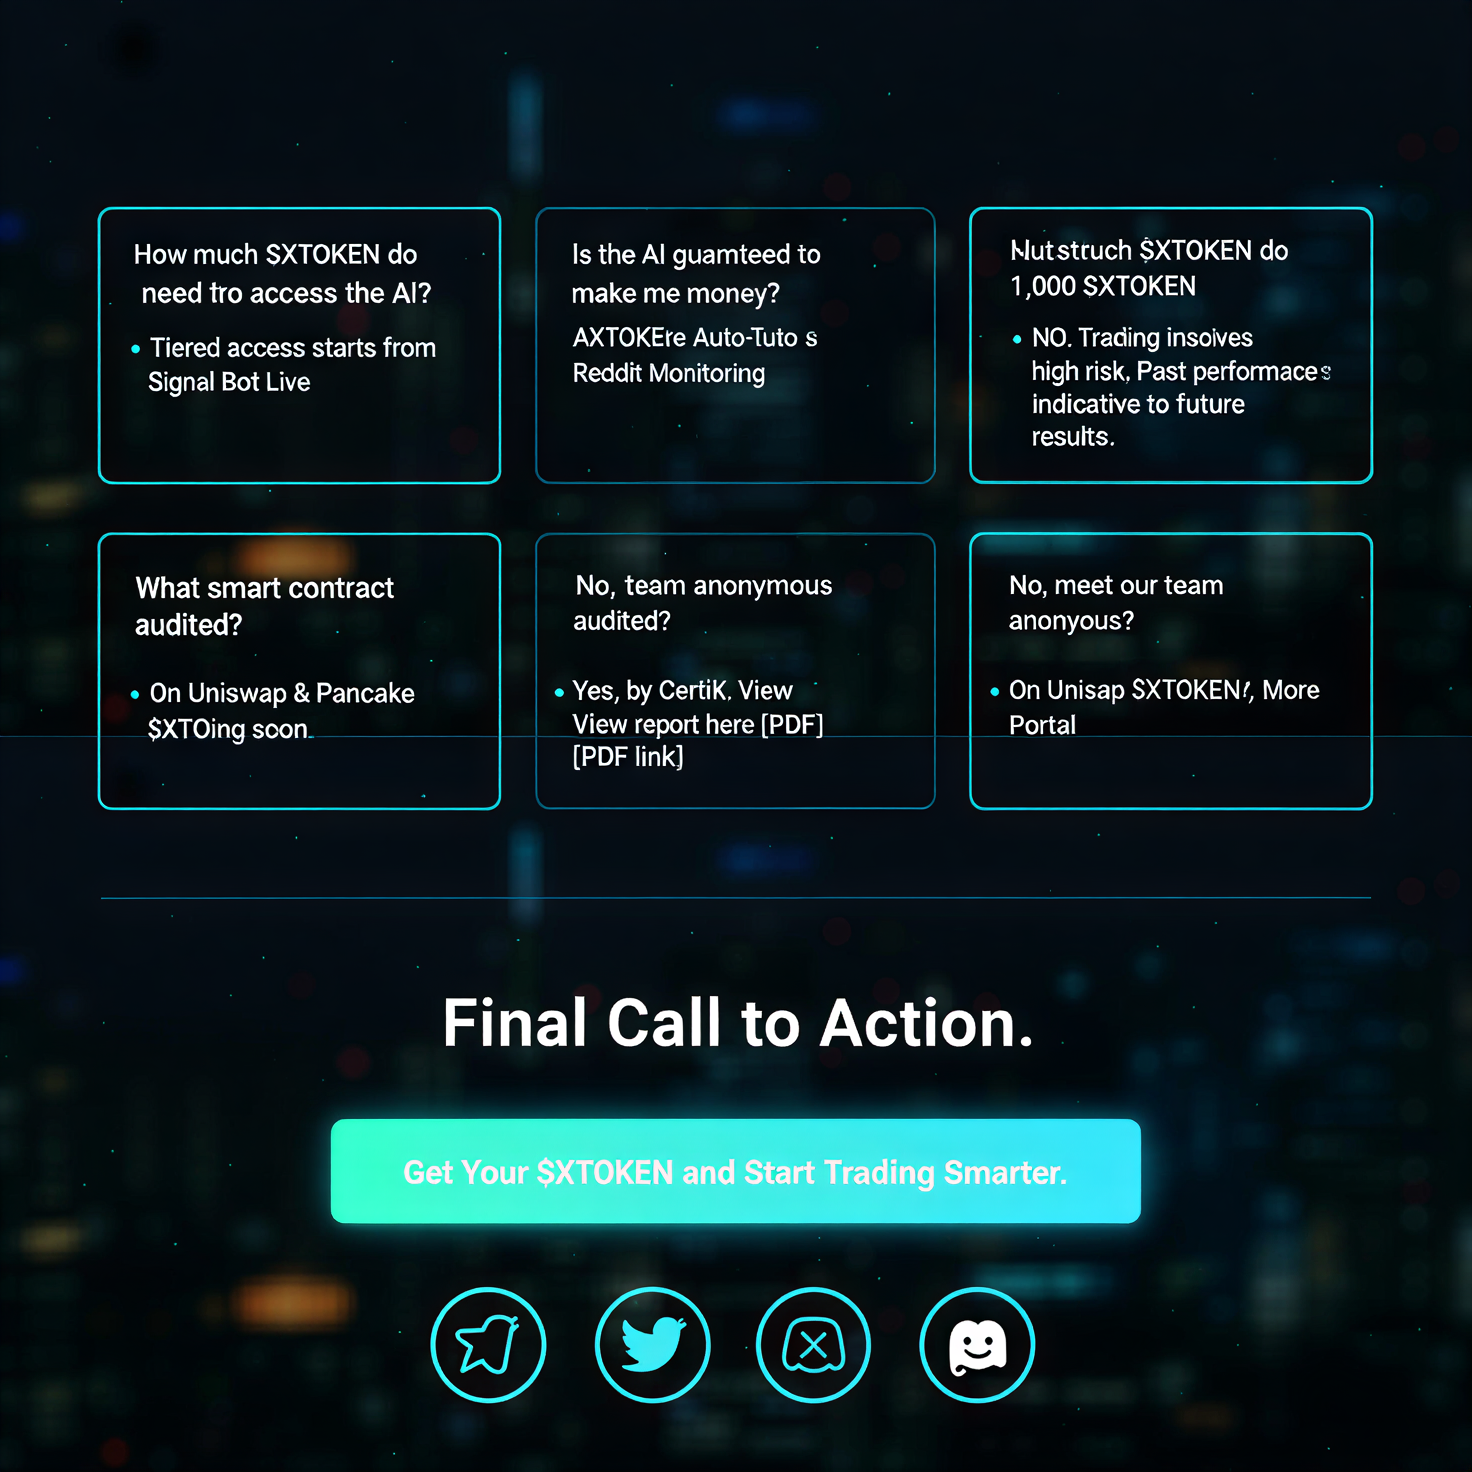 How much $XTOKEN do
need tro access the AI?
Tiered access starts from
Signal Bot Live
Is the AI guamteed to
make me money?
AXTOKEre Auto-Tuto s
Reddit Monitoring
Nutstruch $XTOKEN do
1,000 $XTOKEN
NO. Trading insoives
high risk, Past performace s
indicative to future
results.
What smart contract
audited?
On Uniswap & Pancake
$XTOing soon.
No, team anonymous
audited?
Yes, by CertiK. View
View report here [PDF]
[PDF link]
No, meet our team
anonyous?
On Unisap $XTOKEN!, More
Portal
Final Call to Action.
Get Your $XTOKEN and Start Trading Smarter.